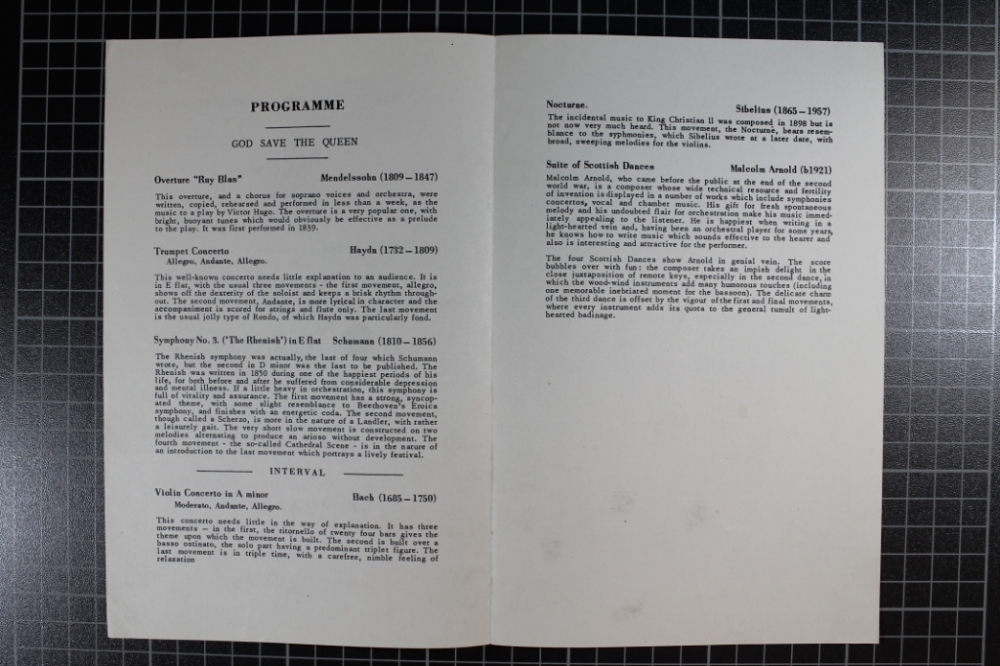 PROGRAMME
GOD SAVE THE QUEEN
Overture "Ruy Blas" Mendelssohn (1809–1847)
This overture, and a chorus for soprano voices and orchestra, were
written, copied, rehearsed and performed in less than a week, as the
music to a play by Victor Hugo. The overture is a very popular one, with
bright, buoyant tunes which would obviously be effective as a prelude
to the play. It was first performed in 1839.
Trumpet Concerto Haydn (1732–1809)
Allegro, Andante, Allegro.
This well-known concerto needs little explanation to an audience. It is
in E flat, with the usual three movements - the first movement, allegro,
shows off the dexterity of the soloist and keeps a brisk rhythm through-
out. The second movement, Andante, is more lyrical in character and the
accompaniment is scored for strings and flute only. The last movement
is the usual jolly type of Rondo, of which Haydn was particularly fond.
Symphony No. 3. ("The Rhenish") in E flat Schumann (1810–1856)
The Rhenish symphony was actually, the last of four which Schumann
wrote, but the second in D minor was the last to be published. The
Rhenish was written in 1850 during one of the happiest periods of his
life, for both before and after he suffered from considerable depression
and mental illness. If a little heavy in orchestration, this symphony is
full of vitality and assurance. The first movement has a strong, syncop-
ated theme, with some slight resemblance to Beethoven's Eroica
symphony, and finishes with an energetic coda. The second movement,
though called a Scherzo, is more in the nature of a Landler, with rather
a leisurely gait. The very short slow movement is constructed on two
melodies alternating to produce an arioso without development. The
fourth movement - the so-called Cathedral Scene - is in the nature of
an introduction to the last movement which portrays a lively festival.
INTERVAL
Violin Concerto in A minor Bach (1685–1750)
Moderato, Andante, Allegro.
This concerto needs little in the way of explanation. It has three
movements – in the first, the ritornello of twenty four bars gives the
theme upon which the movement is built. The second is built over a
basso ostinato, the solo part having a predominant triplet figure. The
last movement is in triple time, with a carefree, nimble feeling of
relaxation
Nocturne. Sibelius (1865–1957)
The incidental music to King Christian II was composed in 1898 but is
not now very much heard. This movement, the Nocturne, bears resem-
blance to the syphmonies, which Sibelius wrote at a later date, with
broad, sweeping melodies for the violins.
Suite of Scottish Dances Malcolm Arnold (b1921)
Malcolm Arnold, who came before the public at the end of the second
world war, is a composer whose wide technical resource and fertility
of invention is displayed in a number of works which include symphonies
concertos, vocal and chamber music. His gift for fresh spontaneous
melody and his undoubted flair for orchestration make his music immed-
iately appealing to the listener. He is happiest when writing in a
light-hearted vein and, having been an orchestral player for some years,
he knows how to write music which sounds effective to the hearer and
also is interesting and attractive for the performer.
The four Scottish Dances show Arnold in genial vein. The score
bubbles over with fun: the composer takes an impish delight in the
close juxtaposition of remote keys, especially in the second dance, in
which the wood-wind instruments add many humorous touches (including
one memorable inebriated moment for the bassoon). The delicate charm
of the third dance is offset by the vigour of the first and final movements,
where every instrument adds its quota to the general tumult of light-
hearted badinage.